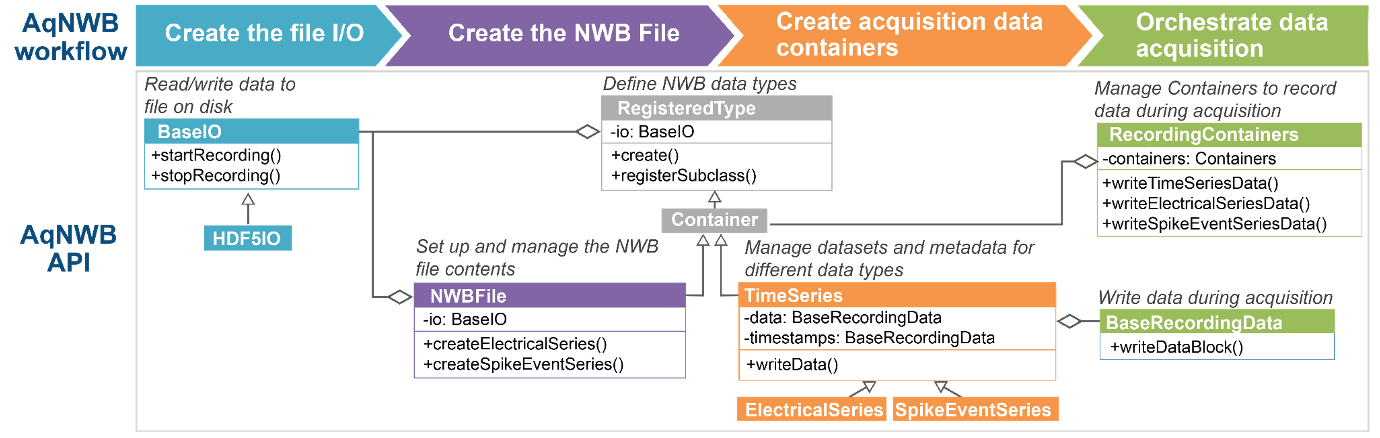 AqNWB
workflow
Create the file I/O
Create the NWB File
Create acquisition data
containers
Orchestrate data
acquisition
AqNWB
API
Read/write data to
file on disk
BaseIO
+startRecording()
+stopRecording()
HDF5IO
Define NWB data types
RegisteredType
-io: BaseIO
+create()
+registerSubclass()
Container
Manage Containers to record
data during acquisition
RecordingContainers
-containers: Containers
+writeTimeSeriesData()
+writeElectricalSeriesData()
+writeSpikeEventSeriesData()
Set up and manage the NWB
file contents
NWBFile
-io: BaseIO
+createElectricalSeries()
+createSpikeEventSeries()
Manage datasets and metadata for
different data types
TimeSeries
-data: BaseRecordingData
-timestamps: BaseRecordingData
+writeData()
ElectricalSeries
SpikeEventSeries
Write data during acquisition
BaseRecordingData
+writeDataBlock()